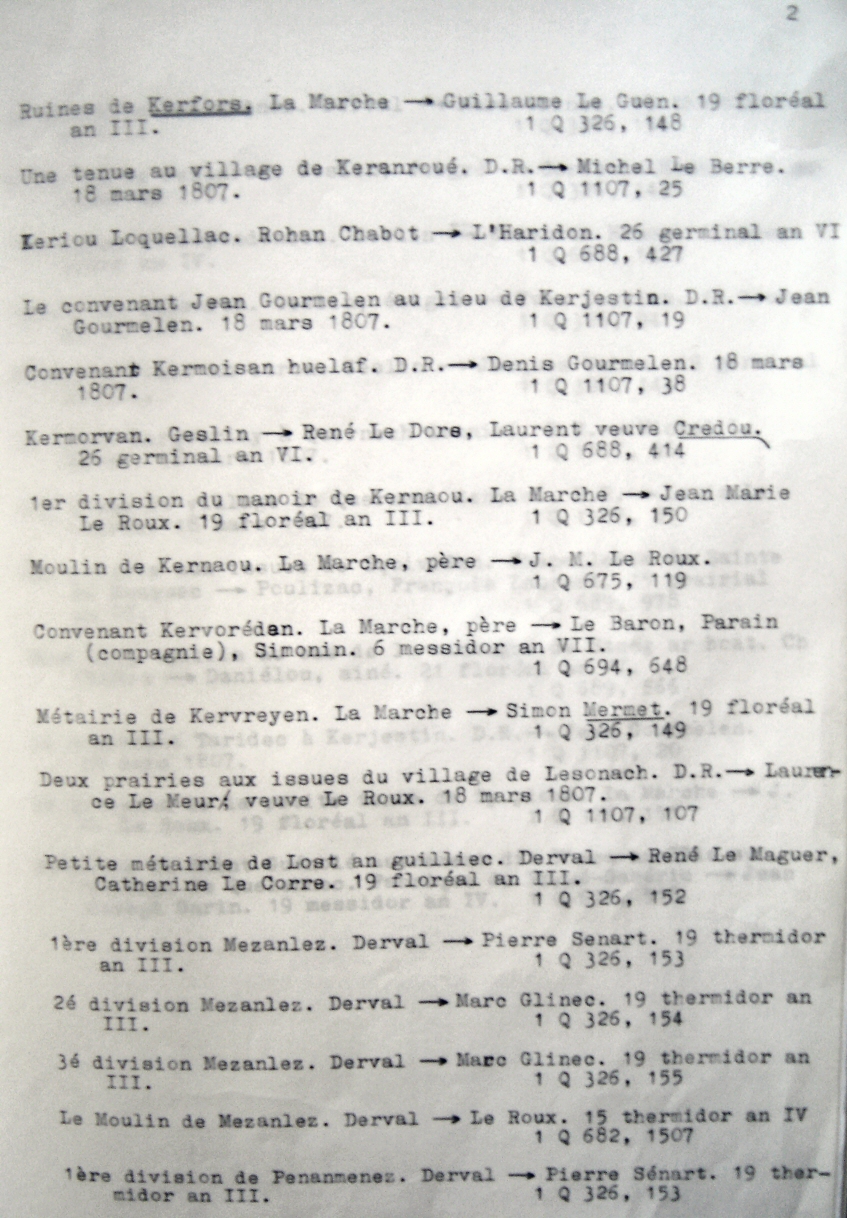 2
Ruines de Kerfors. La Marche → Guillaume Le Guen. 19 floréal
an III. 1 Q 326, 148
Une tenue au village de Keranroué. D.R.→ Michel Le Berre.
18 mars 1807. 1 Q 1107, 25
Keriou Loquellac. Rohan Chabot → L'Haridon. 26 germinal an VI
1 Q 688, 427
Le convenant Jean Gourmelen au lieu de Kerjestin. D.R.→ Jean
Gourmelen. 18 mars 1807. 1 Q 1107, 19
Convenant Kermoisan huelaf. D.R.→ Denis Gourmelen. 18 mars
1807. 1 Q 1107, 38
Kermorvan. Geslin → René Le Dore, Laurent veuve Credou.
26 germinal an VI. 1 Q 688, 414
1er division du manoir de Kernaou. La Marche → Jean Marie
Le Roux. 19 floréal an III. 1 Q 326, 150
Moulin de Kernaou. La Marche, père → J. M. Le Roux.
1 Q 675, 119
Convenant Kervoréden. La Marche, père → Le Baron, Parain
(compagnie), Simonin. 6 messidor an VII.
1 Q 694, 648
Métairie de Kervreyen. La Marche → Simon Mermet. 19 floréal
an III. 1 Q 326, 149
Deux prairies aux issues du village de Lesonach. D.R.→ Lauren-
ce Le Meur, veuve Le Roux. 18 mars 1807.
1 Q 1107, 107
Petite métairie de Lost an guilliec. Derval → René Le Maguer,
Catherine Le Corre. 19 floréal an III.
1 Q 326, 152
1ère division Mezanlez. Derval → Pierre Senart. 19 thermidor
an III. 1 Q 326, 153
2é division Mezanlez. Derval → Marc Glinec. 19 thermidor an
III. 1 Q 326, 154
3é division Mezanlez. Derval → Marc Glinec. 19 thermidor an
III. 1 Q 326, 155
Le Moulin de Mezanlez. Derval → Le Roux. 15 thermidor an IV
1 Q 682, 1507
1ère division de Penanmenez. Derval → Pierre Sénart. 19 ther-
midor an III. 1 Q 326, 153